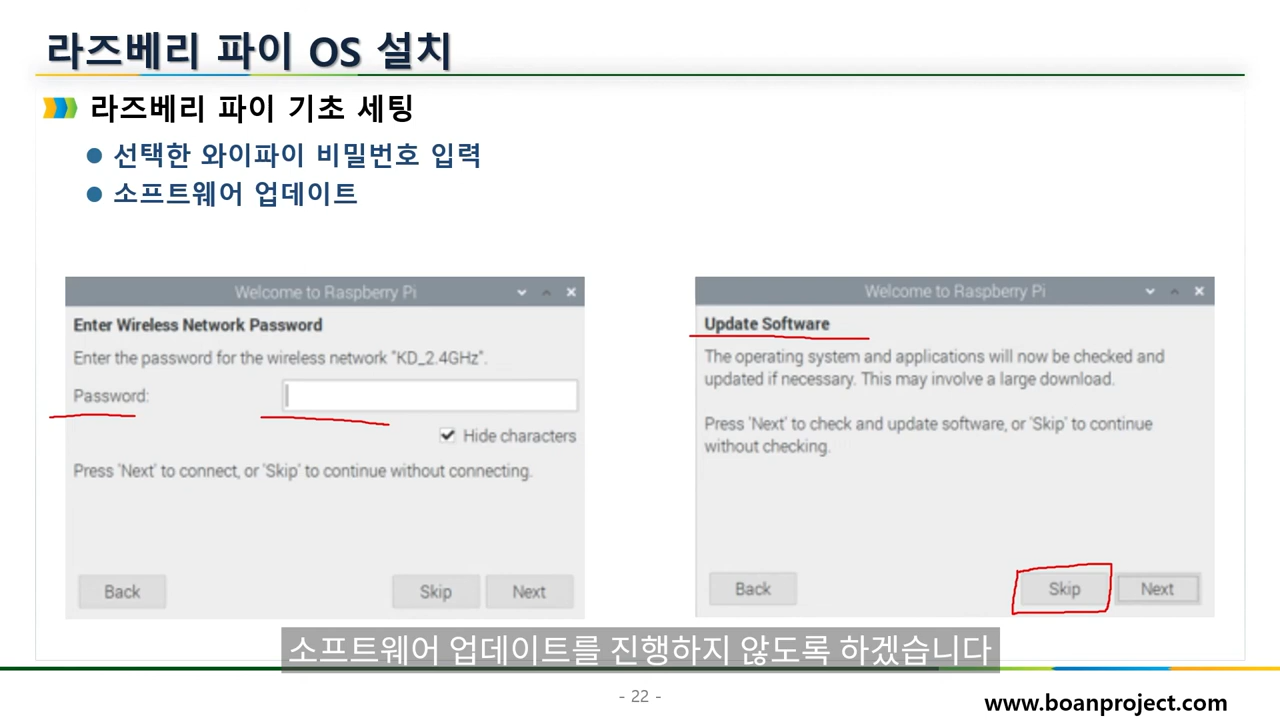 라즈베리 파이 OS 설치
라즈베리 파이 기초 세팅
선택한 와이파이 비밀번호 입력
소프트웨어 업데이트
Welcome to Raspberry Pi
Enter Wireless Network Password
Enter the password for the wireless network "KD_2.4GHz".
Password:
Hide characters
Press 'Next' to connect, or 'Skip' to continue without connecting.
Back
Skip
Next
Welcome to Raspberry Pi
Update Software
The operating system and applications will now be checked and
updated if necessary. This may involve a large download.
Press 'Next' to check and update software, or 'Skip' to continue
without checking.
Back
Skip
Next
소프트웨어 업데이트를 진행하지 않도록 하겠습니다
- 22 -
www.boanproject.com